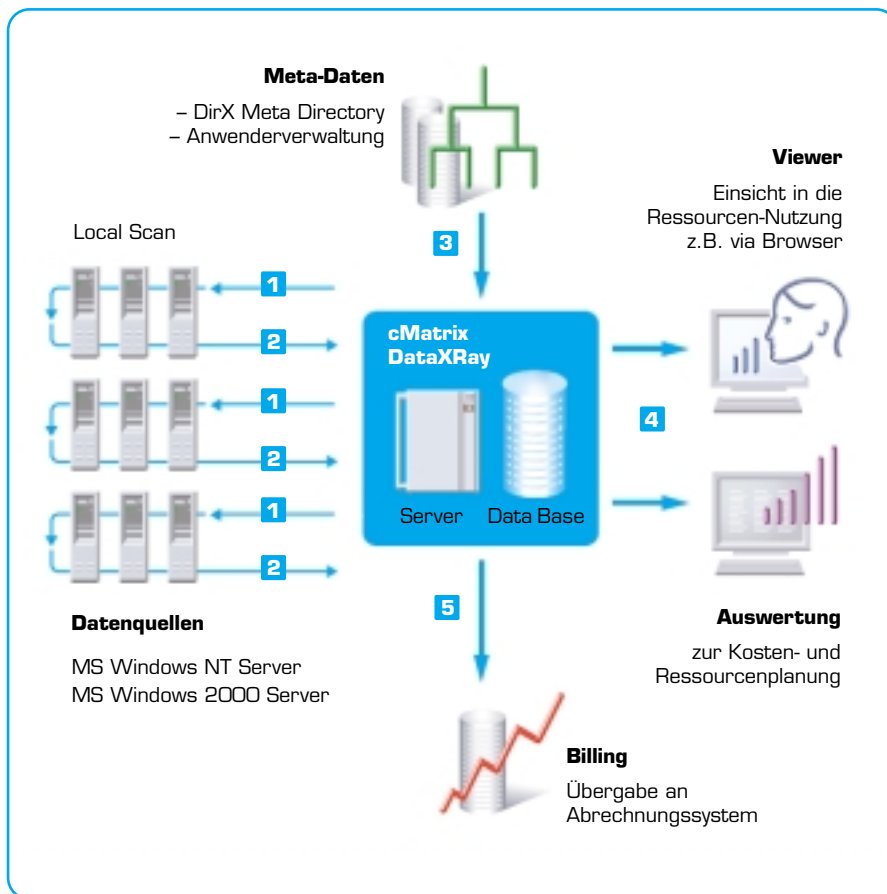 Meta-Daten
– DirX Meta Directory
– Anwenderverwaltung
Viewer
Einsicht in die
Ressourcen-Nutzung
z.B. via Browser
Local Scan
3
1
2
1
2
1
2
cMatrix
DataXRay
Server
Data Base
4
5
Datenquellen
MS Windows NT Server
MS Windows 2000 Server
Auswertung
zur Kosten- und
Ressourcenplanung
Billing
Übergabe an
Abrechnungssystem